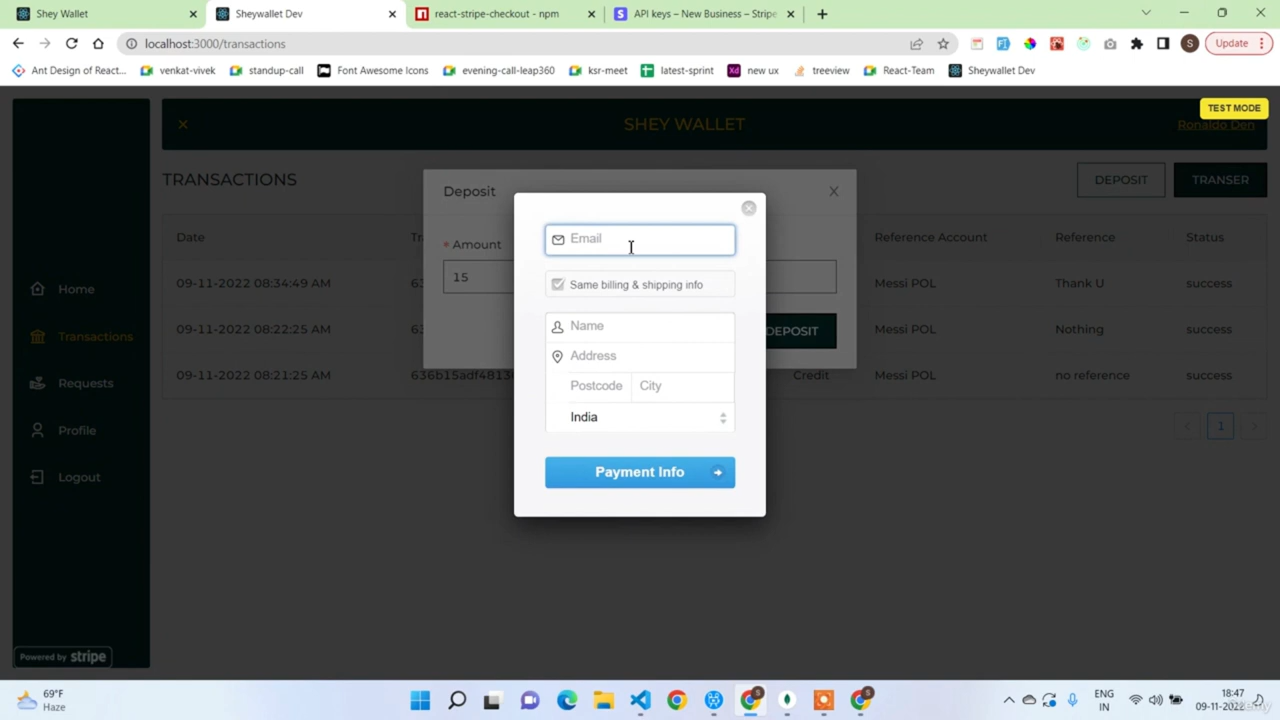 Shey Wallet
Sheywallet Dev
react-stripe-checkout - npm
API keys – New Business – Stripe
localhost:3000/transactions
Update
Ant Design of React...
venkat-vivek
standup-call
Font Awesome Icons
evening-call-leap360
ksr-meet
latest-sprint
new ux
treeview
React-Team
Sheywallet Dev
TEST MODE
SHEY WALLET
Ronaldo Den
TRANSACTIONS
DEPOSIT
TRANSER
Deposit
Date
Reference Account
Reference
Status
* Amount
15
DEPOSIT
09-11-2022 08:34:49 AM
Messi POL
Thank U
success
09-11-2022 08:22:25 AM
Messi POL
Nothing
success
09-11-2022 08:21:25 AM
Credit
Messi POL
no reference
success
1
Home
Transactions
Requests
Profile
Logout
Email
Same billing & shipping info
Name
Address
Postcode
City
India
Payment Info
Powered by stripe
69°F
Haze
ENG
IN
18:47
09-11-2022